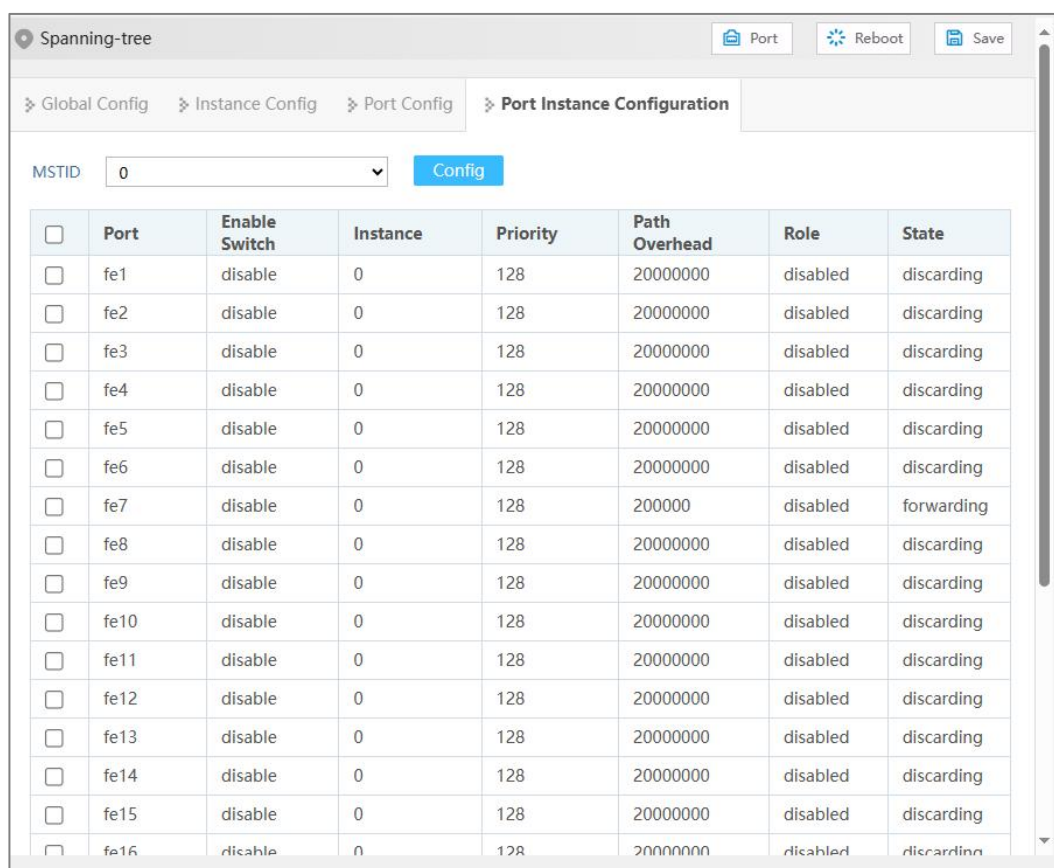 Spanning-tree Port Reboot Save
Global Config Instance Config Port Config Port Instance Configuration
MSTID 0 Config
Port Enable Switch Instance Priority Path Overhead Role State
fe1 disable 0 128 20000000 disabled discarding
fe2 disable 0 128 20000000 disabled discarding
fe3 disable 0 128 20000000 disabled discarding
fe4 disable 0 128 20000000 disabled discarding
fe5 disable 0 128 20000000 disabled discarding
fe6 disable 0 128 20000000 disabled discarding
fe7 disable 0 128 200000 disabled forwarding
fe8 disable 0 128 20000000 disabled discarding
fe9 disable 0 128 20000000 disabled discarding
fe10 disable 0 128 20000000 disabled discarding
fe11 disable 0 128 20000000 disabled discarding
fe12 disable 0 128 20000000 disabled discarding
fe13 disable 0 128 20000000 disabled discarding
fe14 disable 0 128 20000000 disabled discarding
fe15 disable 0 128 20000000 disabled discarding
fe16 disable 0 128 20000000 disabled discarding